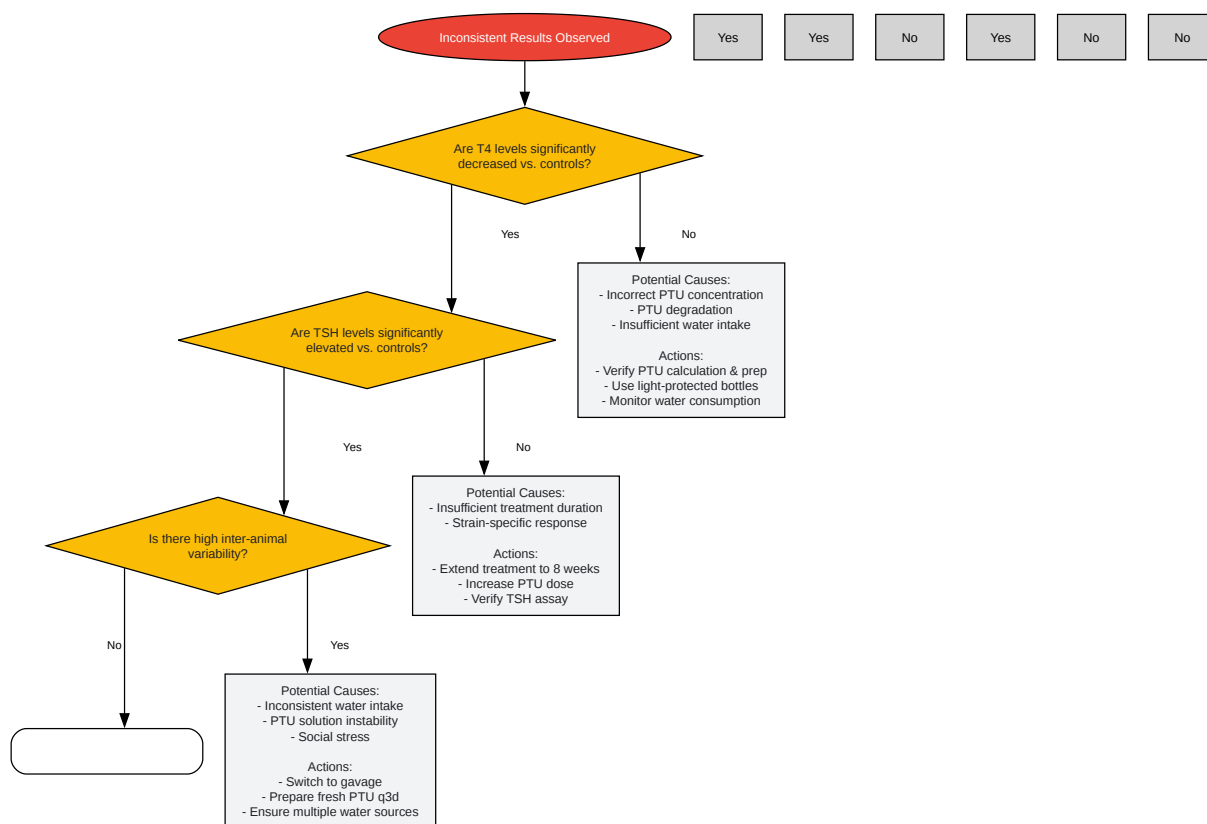 Inconsistent Results Observed
Yes
Yes
No
Yes
No
No
Are T4 levels significantly
decreased vs. controls?
Yes
No
Potential Causes:
- Incorrect PTU concentration
- PTU degradation
- Insufficient water intake
Actions:
- Verify PTU calculation & prep
- Use light-protected bottles
- Monitor water consumption
Are TSH levels significantly
elevated vs. controls?
Yes
No
Potential Causes:
- Insufficient treatment duration
- Strain-specific response
Actions:
- Extend treatment to 8 weeks
- Increase PTU dose
- Verify TSH assay
Is there high inter-animal
variability?
No
Yes
Potential Causes:
- Inconsistent water intake
- PTU solution instability
- Social stress
Actions:
- Switch to gavage
- Prepare fresh PTU q3d
- Ensure multiple water sources